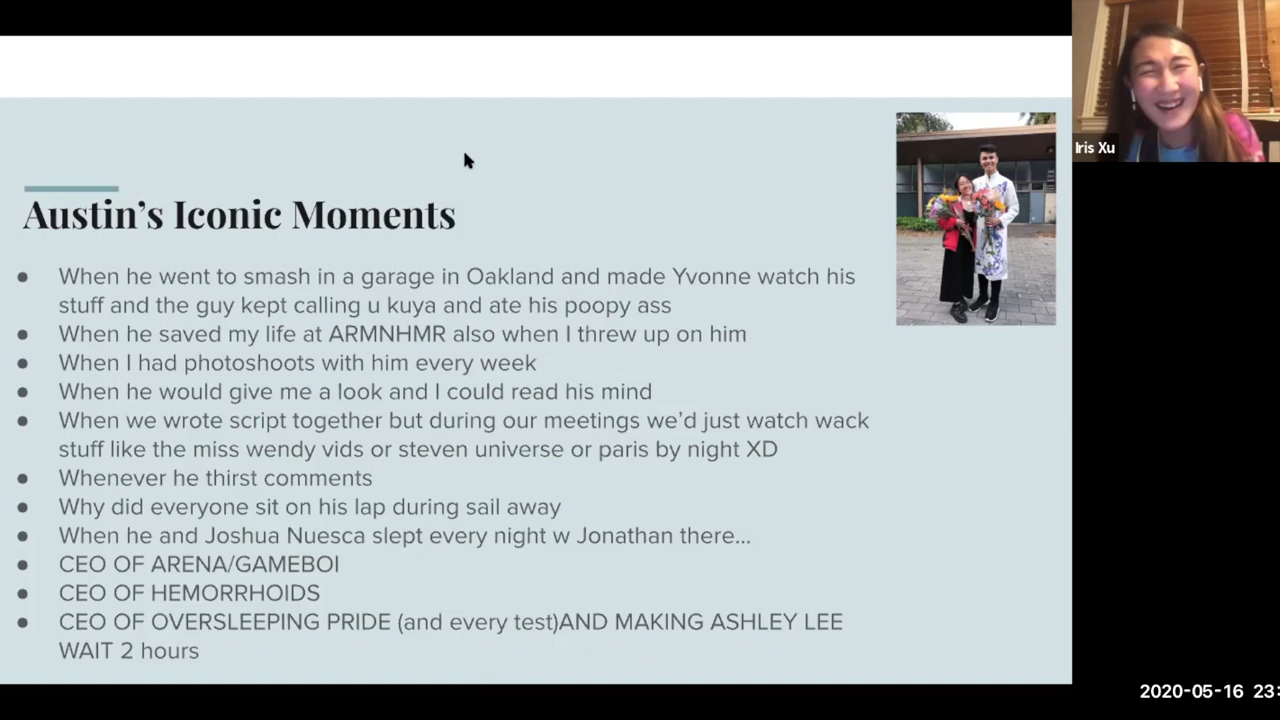 Iris Xu
Austin's Iconic Moments
● When he went to smash in a garage in Oakland and made Yvonne watch his
stuff and the guy kept calling u kuya and ate his poopy ass
● When he saved my life at ARMNHMR also when I threw up on him
● When I had photoshoots with him every week
● When he would give me a look and I could read his mind
● When we wrote script together but during our meetings we'd just watch wack
stuff like the miss wendy vids or steven universe or paris by night XD
● Whenever he thirst comments
● Why did everyone sit on his lap during sail away
● When he and Joshua Nuesca slept every night w Jonathan there...
● CEO OF ARENA/GAMEBOI
● CEO OF HEMORRHOIDS
● CEO OF OVERSLEEPING PRIDE (and every test)AND MAKING ASHLEY LEE
WAIT 2 hours
2020-05-16 23: